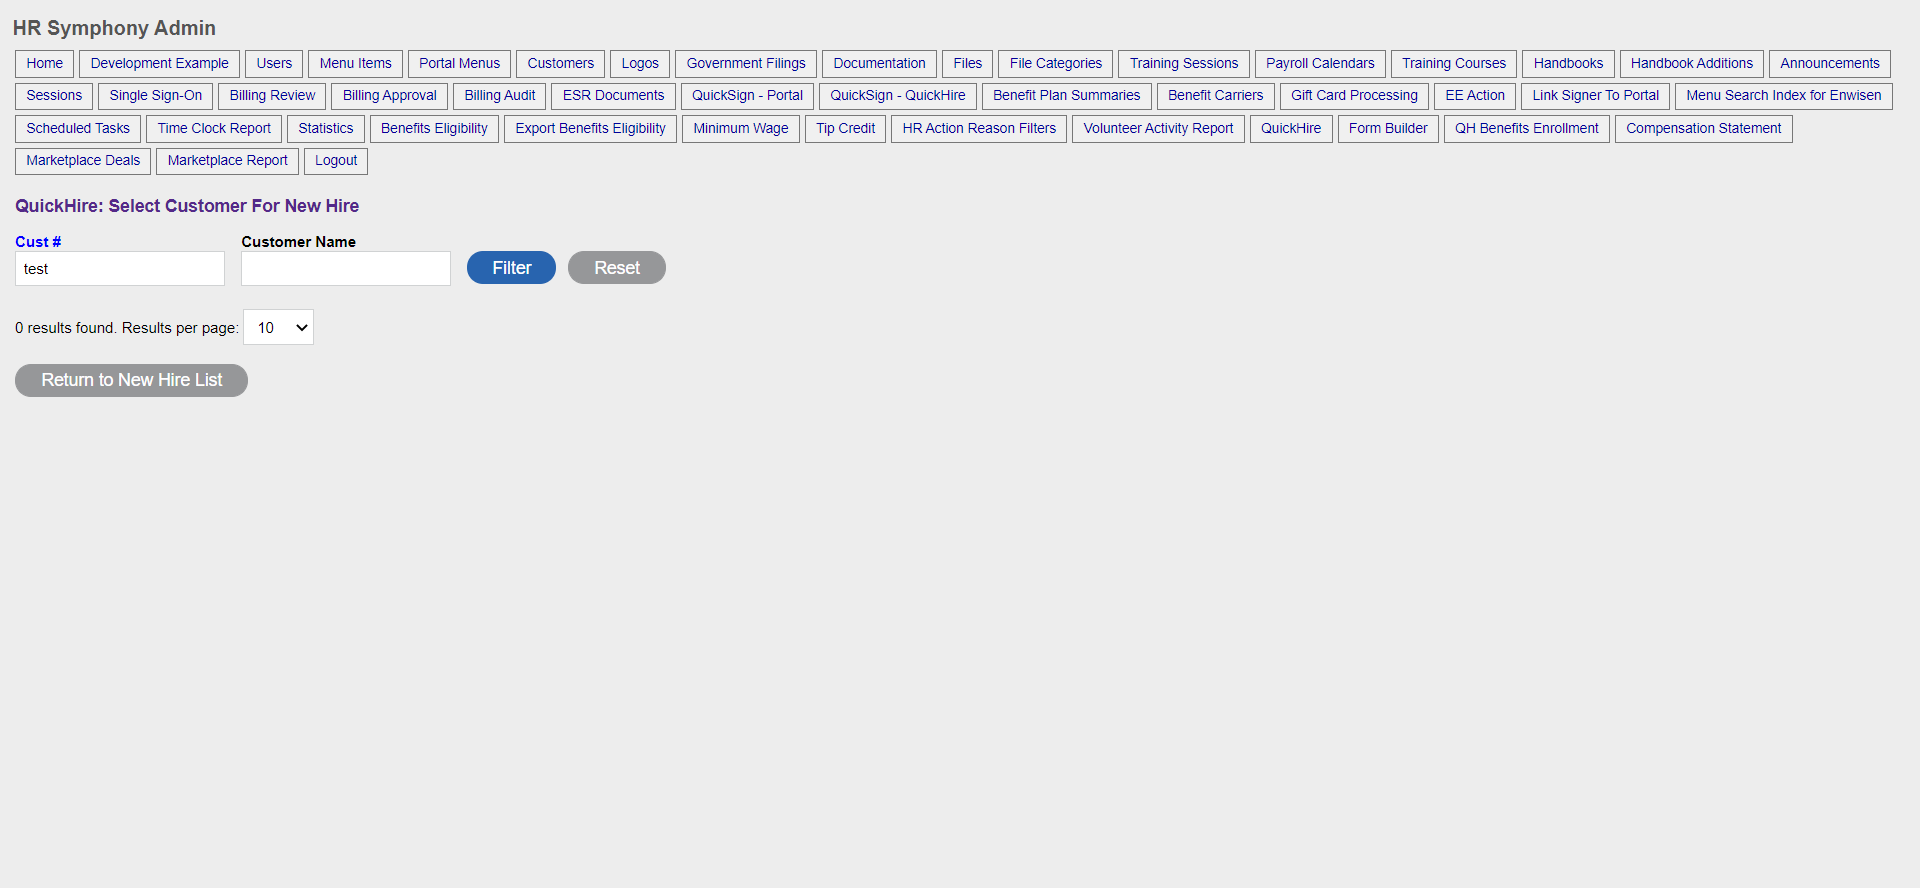 HR Symphony Admin
Home Development Example Users Menu Items Portal Menus Customers Logos Government Filings Documentation Files File Categories Training Sessions Payroll Calendars Training Courses Handbooks Handbook Additions Announcements
Sessions Single Sign-On Billing Review Billing Approval Billing Audit ESR Documents QuickSign - Portal QuickSign - QuickHire Benefit Plan Summaries Benefit Carriers Gift Card Processing EE Action Link Signer To Portal Menu Search Index for Enwisen
Scheduled Tasks Time Clock Report Statistics Benefits Eligibility Export Benefits Eligibility Minimum Wage Tip Credit HR Action Reason Filters Volunteer Activity Report QuickHire Form Builder QH Benefits Enrollment Compensation Statement
Marketplace Deals Marketplace Report Logout
QuickHire: Select Customer For New Hire
Cust # Customer Name
test Filter Reset
0 results found. Results per page: 10
Return to New Hire List